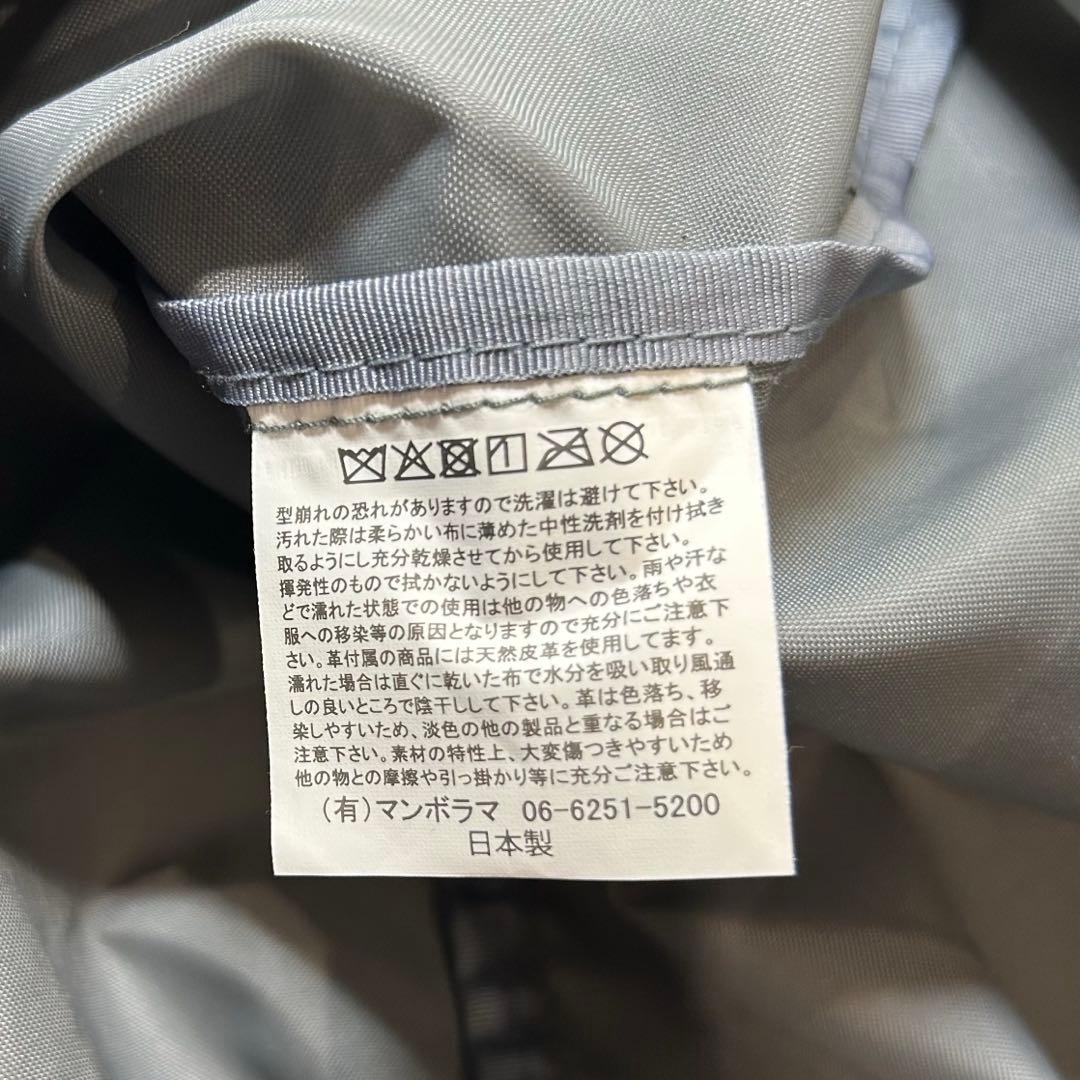 型崩れの恐れがありますので洗濯は避けて下さい。
汚れた際は柔らかい布に薄めた中性洗剤を付け拭き
取るようにし充分乾燥させてから使用して下さい。
揮発性のもので拭かないようにして下さい。雨や汗な
どで濡れた状態での使用は他の物への色落ちや衣
服への移染等の原因となりますので充分にご注意下
さい。革付属の商品には天然皮革を使用してます。
濡れた場合は直ぐに乾いた布で水分を吸い取り風通
しの良いところで陰干しして下さい。革は色落ち、移
染しやすいため、淡色の他の製品と重なる場合はご
注意下さい。素材の特性上、大変傷つきやすいため
他の物との摩擦や引っ掛かり等に充分ご注意下さい。
(有)マンボラマ 06-6251-5200
日本製